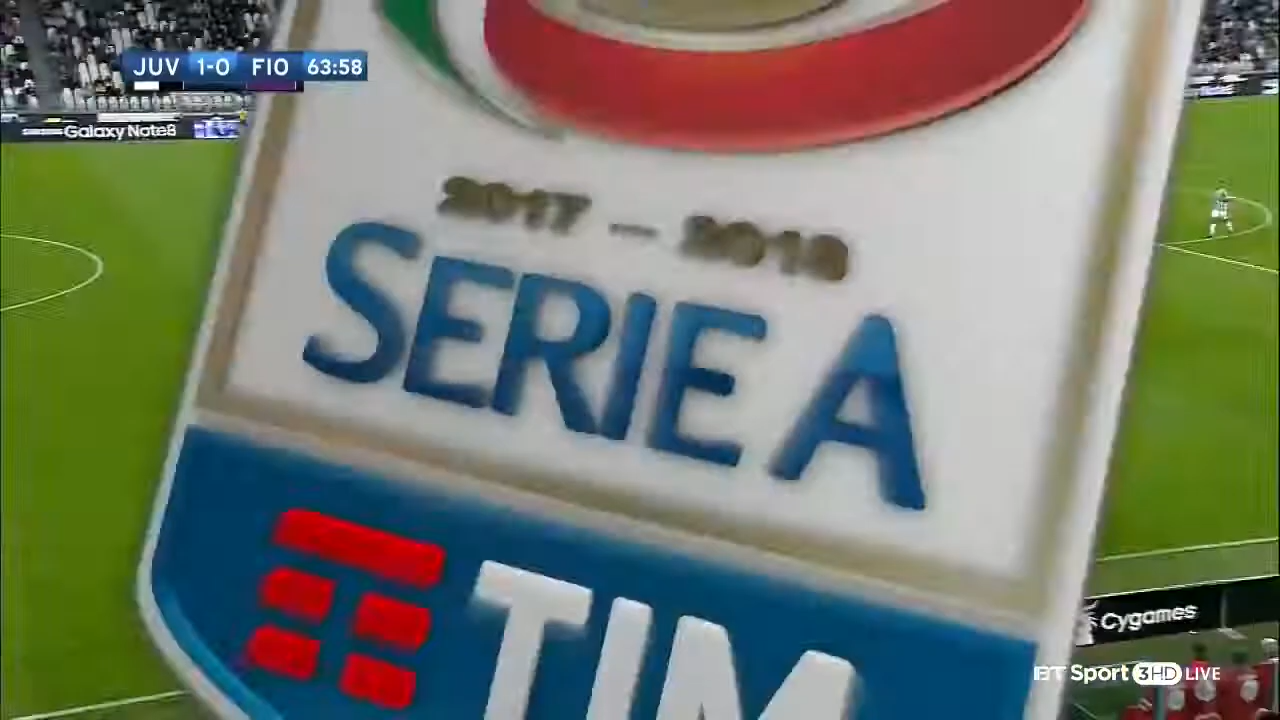 JUV 1-0 FIO 63:58
Galaxy Note8
2017 — 2018
SERIE A
TIM
Cygames
BT Sport 3HD LIVE